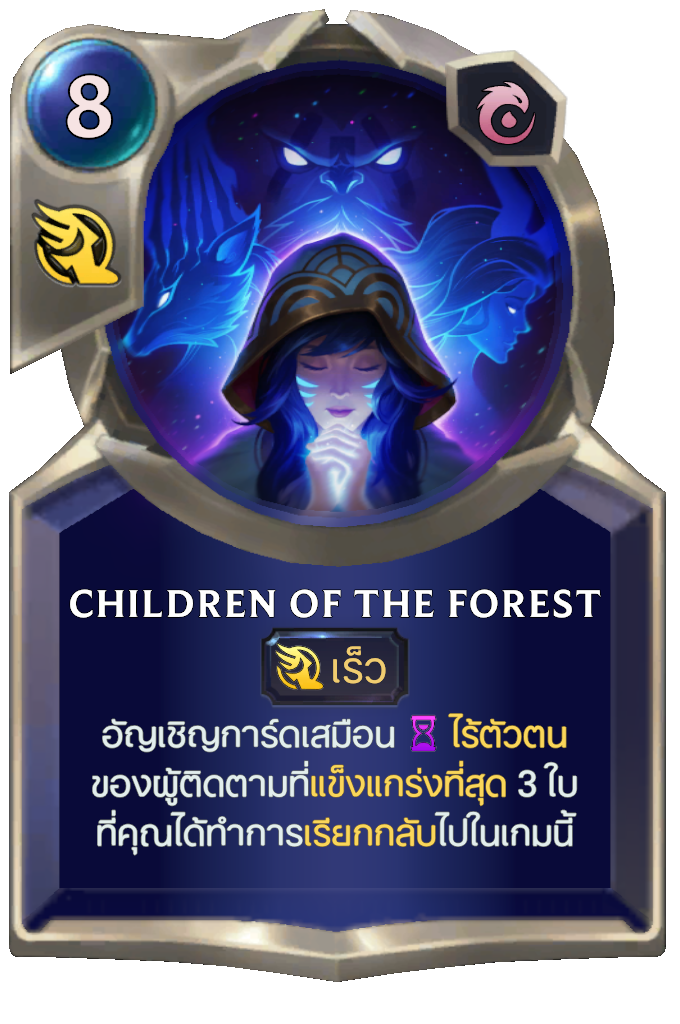 8
CHILDREN OF THE FOREST
เร็ว
อัญเชิญการ์ดเสมือน ไร้ตัวตน
ของผู้ติดตามที่แข็งแกร่งที่สุด 3 ใบ
ที่คุณได้ทำการเรียกกลับไปในเกมนี้